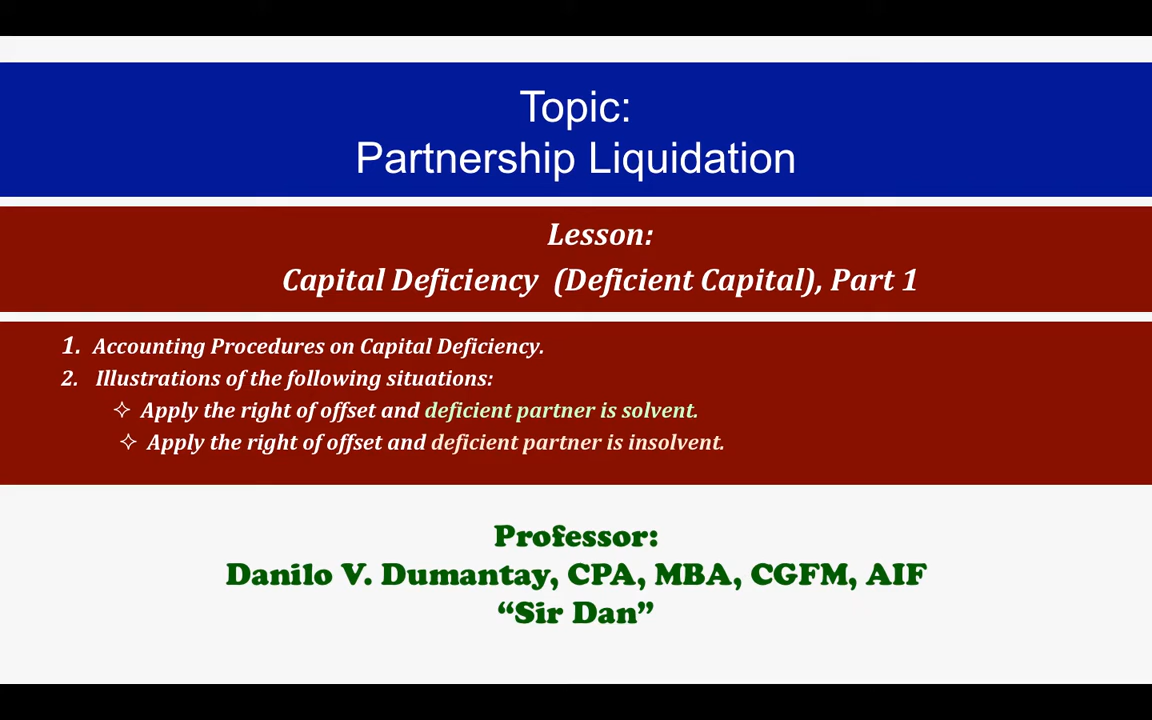 Topic:
Partnership Liquidation
Lesson:
Capital Deficiency (Deficient Capital), Part 1
1. Accounting Procedures on Capital Deficiency.
2. Illustrations of the following situations:
✧ Apply the right of offset and deficient partner is solvent.
✧ Apply the right of offset and deficient partner is insolvent.
Professor:
Danilo V. Dumantay, CPA, MBA, CGFM, AIF
“Sir Dan”